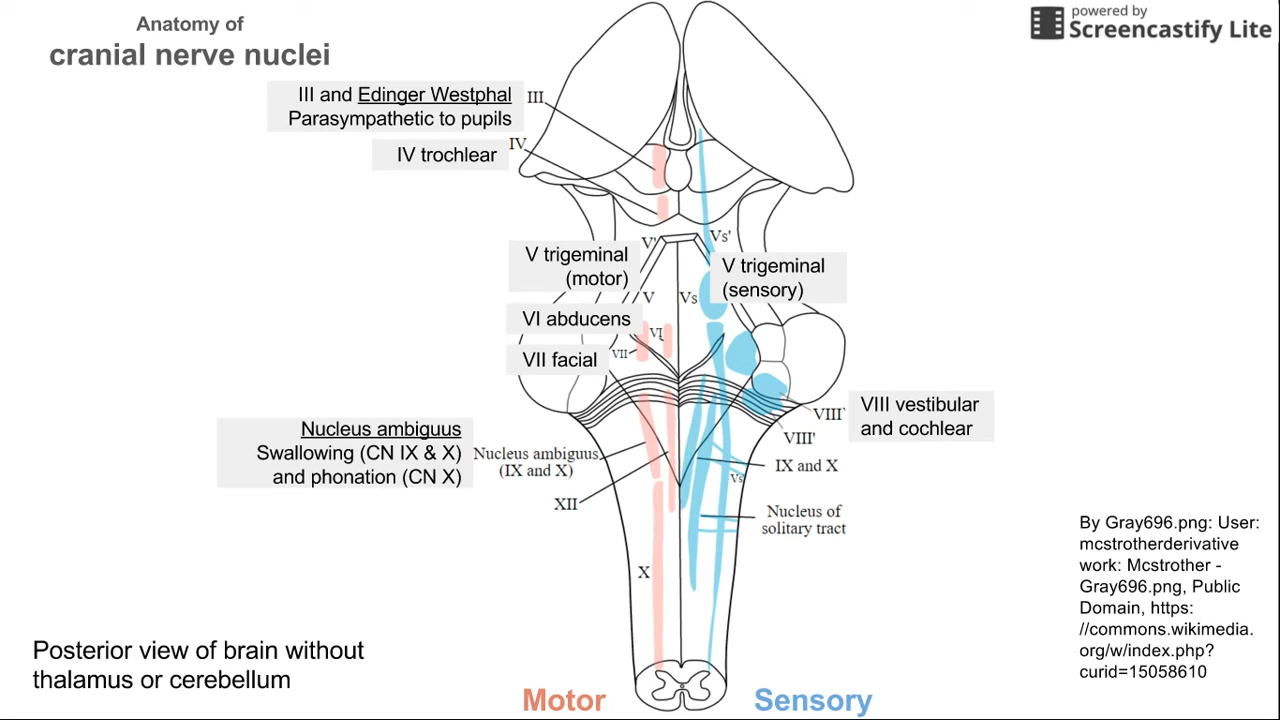 Anatomy of
cranial nerve nuclei
powered by
Screencastify Lite
III and Edinger Westphal
Parasympathetic to pupils
III
IV trochlear
IV
V'
Vs'
V trigeminal
(motor)
V trigeminal
(sensory)
V
Vs
VI abducens
VI
VII facial
VII
VIII vestibular
and cochlear
VIII'
VIII'
Nucleus ambiguus
Swallowing (CN IX & X)
and phonation (CN X)
Nucleus ambiguus,
(IX and X)
IX and X
Vs
XII
Nucleus of
solitary tract
X
By Gray696.png: User:
mcstrotherderivative
work: Mcstrother -
Gray696.png, Public
Domain, https:
//commons.wikimedia.
org/w/index.php?
curid=15058610
Posterior view of brain without
thalamus or cerebellum
Motor
Sensory